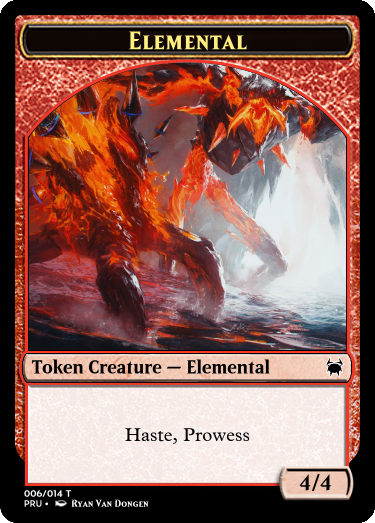 Elemental
Token Creature — Elemental
Haste, Prowess
4/4
006/014 T
PRU • Ryan Van Dongen